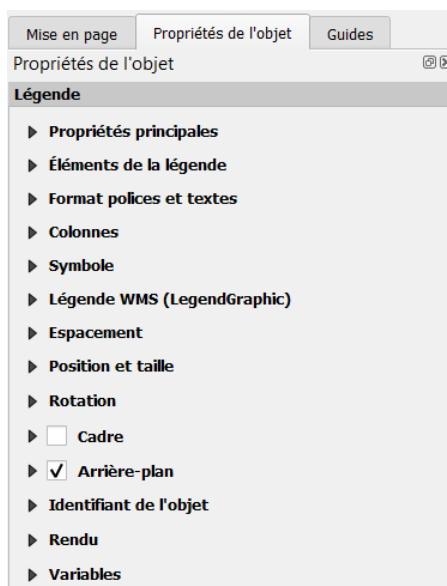 Mise en page Propriétés de l'objet Guides
Propriétés de l'objet
Légende
Propriétés principales
Éléments de la légende
Format polices et textes
Colonnes
Symbole
Légende WMS (LegendGraphic)
Espacement
Position et taille
Rotation
Cadre
Arrière-plan
Identifiant de l'objet
Rendu
Variables